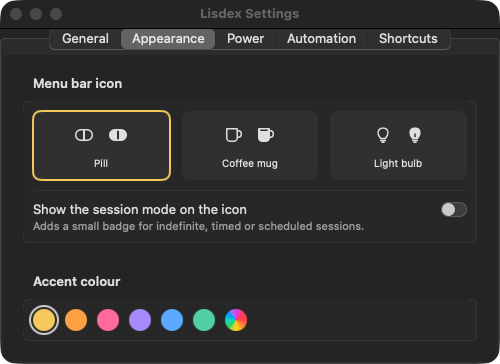 Lisdex Settings
General Appearance Power Automation Shortcuts
Menu bar icon
Pill Coffee mug Light bulb
Show the session mode on the icon
Adds a small badge for indefinite, timed or scheduled sessions.
Accent colour